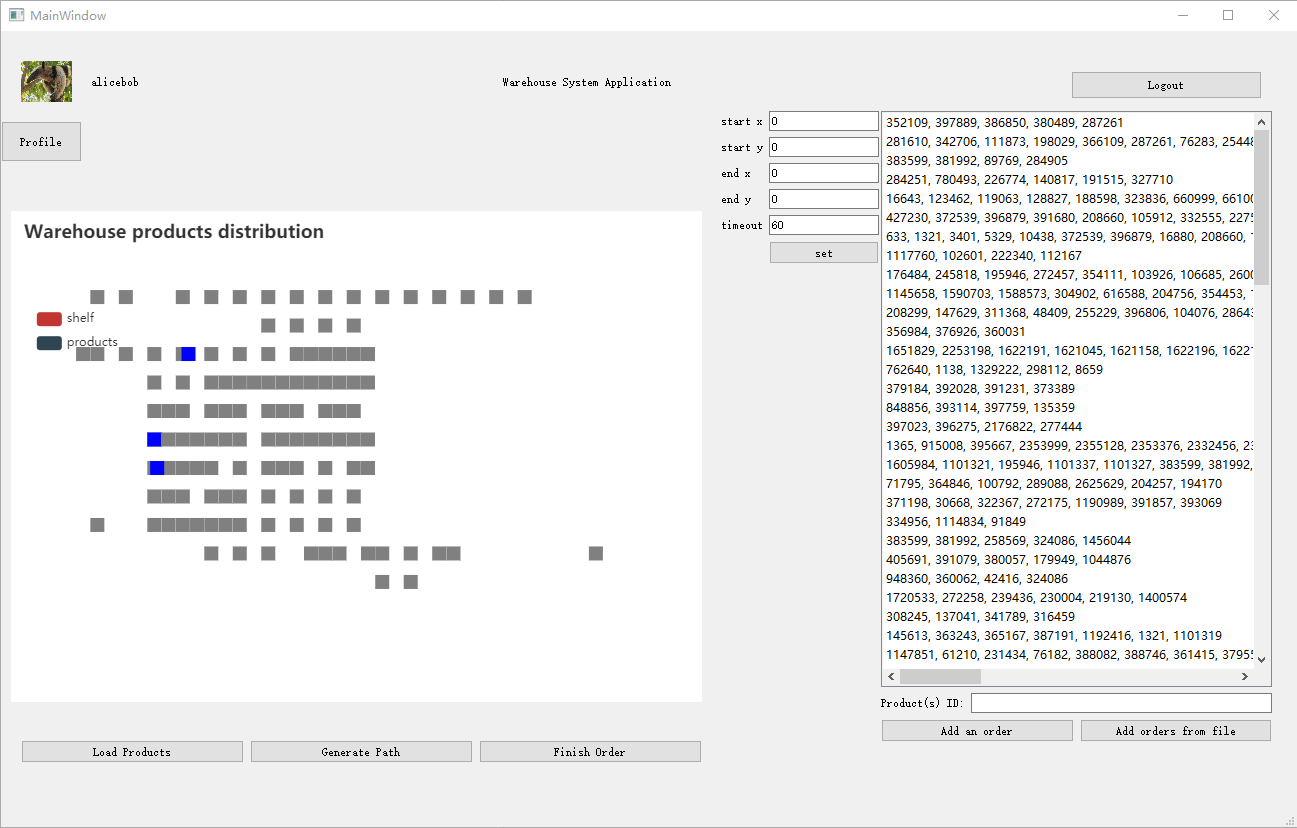 MainWindow
alicebob
Warehouse System Application
Logout
Profile
start x 0
start y 0
end x 0
end y 0
timeout 60
set
Warehouse products distribution
shelf
products
352109, 397889, 386850, 380489, 287261
281610, 342706, 111873, 198029, 366109, 287261, 76283, 25448
383599, 381992, 89769, 284905
284251, 780493, 226774, 140817, 191515, 327710
16643, 123462, 119063, 128827, 188598, 323836, 660999, 66100
427230, 372539, 396879, 391680, 208660, 105912, 332555, 2275
633, 1321, 3401, 5329, 10438, 372539, 396879, 16880, 208660,
1117760, 102601, 222340, 112167
176484, 245818, 195946, 272457, 354111, 103926, 106685, 2600
1145658, 1590703, 1588573, 304902, 616588, 204756, 354453,
208299, 147629, 311368, 48409, 255229, 396806, 104076, 28643
356984, 376926, 360031
1651829, 2253198, 1622191, 1621045, 1621158, 1622196, 1622
762640, 1138, 1329222, 298112, 8659
379184, 392028, 391231, 373389
848856, 393114, 397759, 135359
397023, 396275, 2176822, 277444
1365, 915008, 395667, 2353999, 2355128, 2353376, 2332456, 23
1605984, 1101321, 195946, 1101337, 1101327, 383599, 381992,
71795, 364846, 100792, 289088, 2625629, 204257, 194170
371198, 30668, 322367, 272175, 1190989, 391857, 393069
334956, 1114834, 91849
383599, 381992, 258569, 324086, 1456044
405691, 391079, 380057, 179949, 1044876
948360, 360062, 42416, 324086
1720533, 272258, 239436, 230004, 219130, 1400574
308245, 137041, 341789, 316459
145613, 363243, 365167, 387191, 1192416, 1321, 1101319
1147851, 61210, 231434, 76182, 388082, 388746, 361415, 37955
Product(s) ID:
Add an order
Add orders from file
Load Products
Generate Path
Finish Order